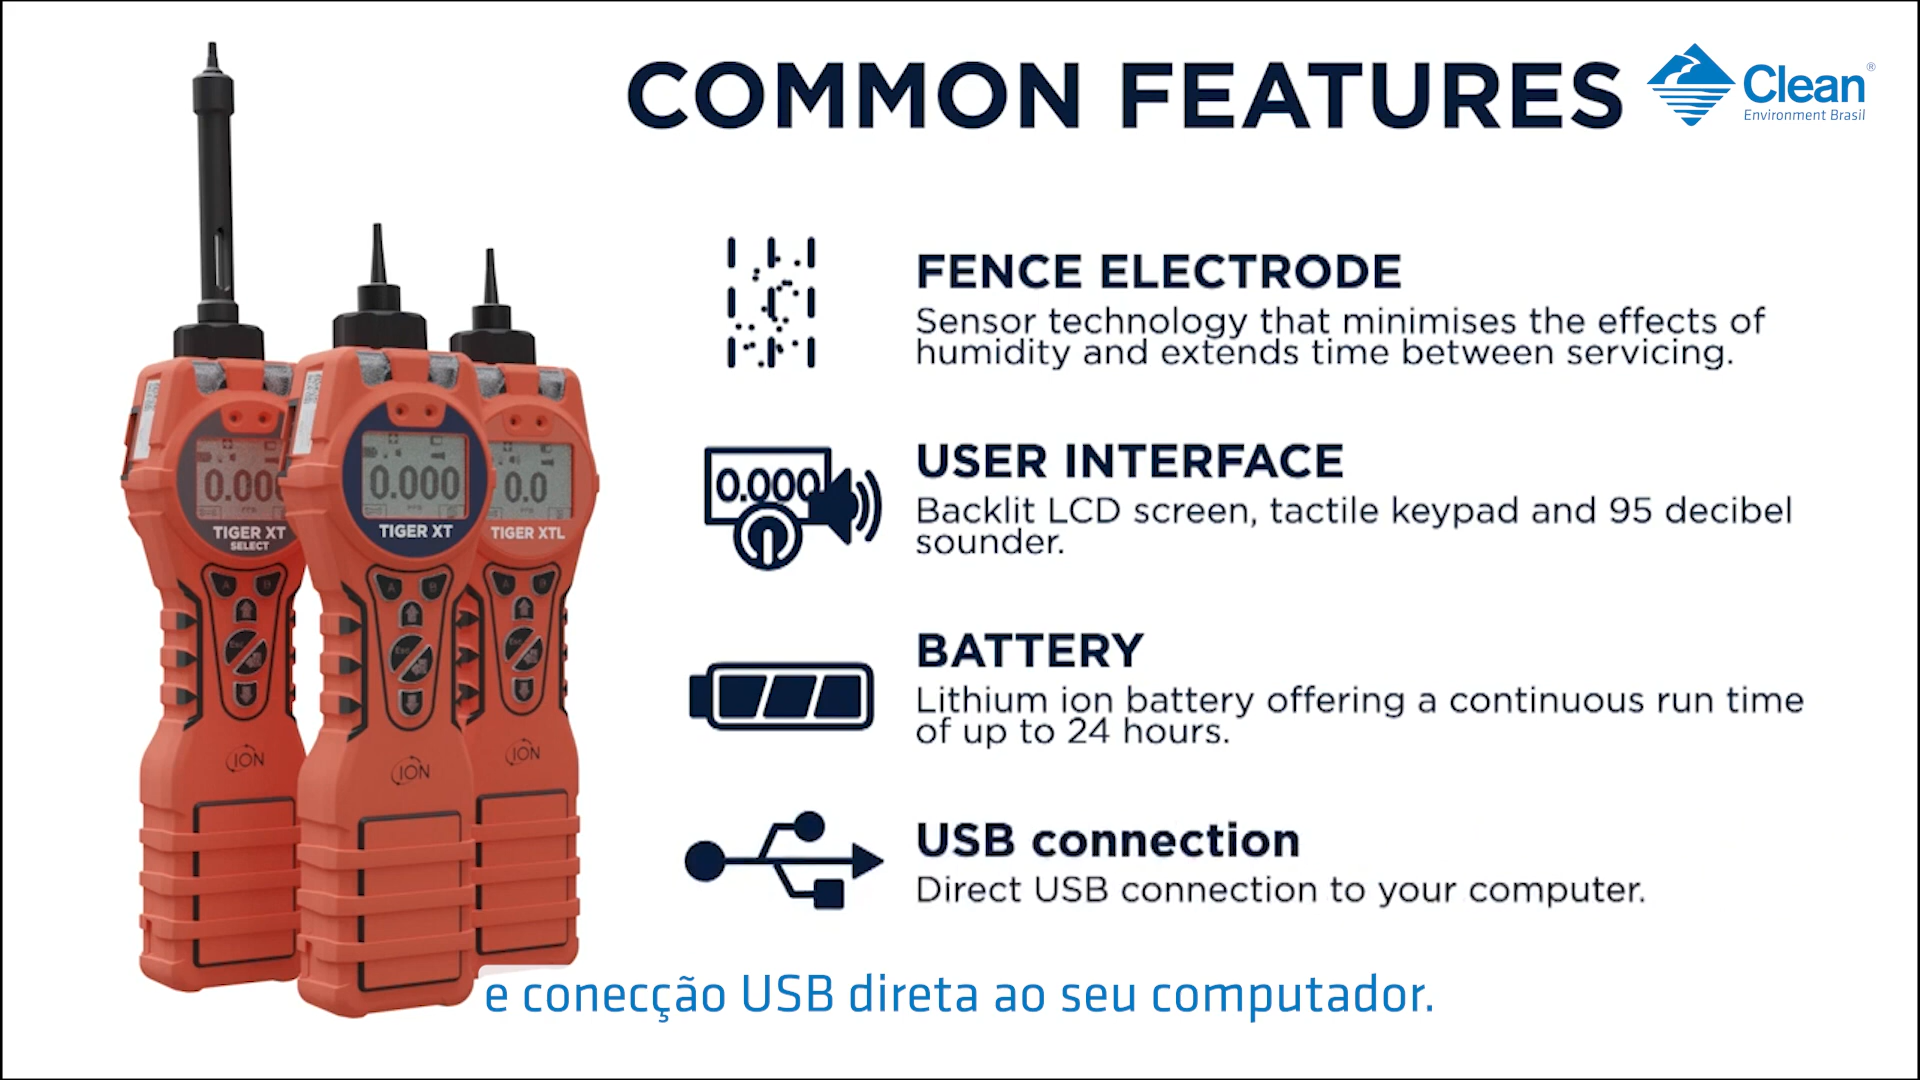 COMMON FEATURES
Clean®
Environment Brasil
FENCE ELECTRODE
Sensor technology that minimises the effects of
humidity and extends time between servicing.
0.000
USER INTERFACE
Backlit LCD screen, tactile keypad and 95 decibel
sounder.
BATTERY
Lithium ion battery offering a continuous run time
of up to 24 hours.
USB connection
Direct USB connection to your computer.
0.000
TIGER XT
SELECT
A B
Esc
ION
0.000
TIGER XT
A B
Esc
ION
0.0
TIGER XTL
A B
Esc
ION
e conecção USB direta ao seu computador.